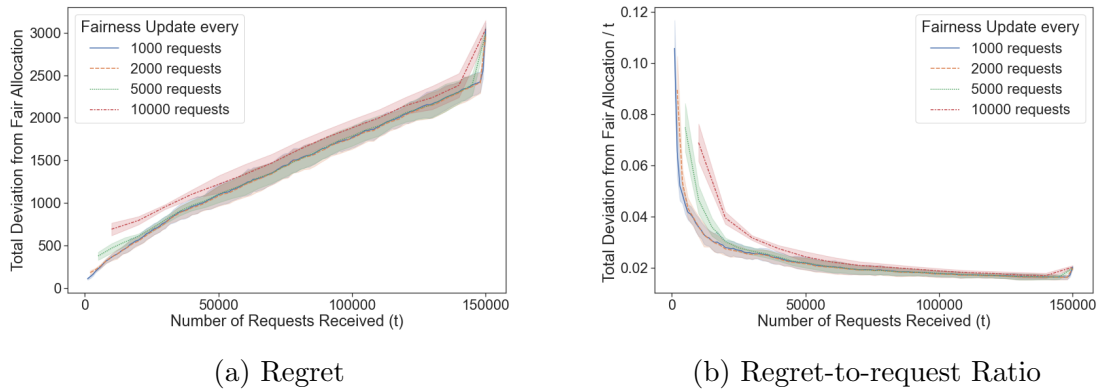 Total Deviation from Fair Allocation
3000
2500
2000
1500
1000
500
0
Fairness Update every
1000 requests
2000 requests
5000 requests
10000 requests
0
50000
100000
150000
Number of Requests Received (t)
(a) Regret
Total Deviation from Fair Allocation / t
0.12
0.10
0.08
0.06
0.04
0.02
Fairness Update every
1000 requests
2000 requests
5000 requests
10000 requests
0
50000
100000
150000
Number of Requests Received (t)
(b) Regret-to-request Ratio